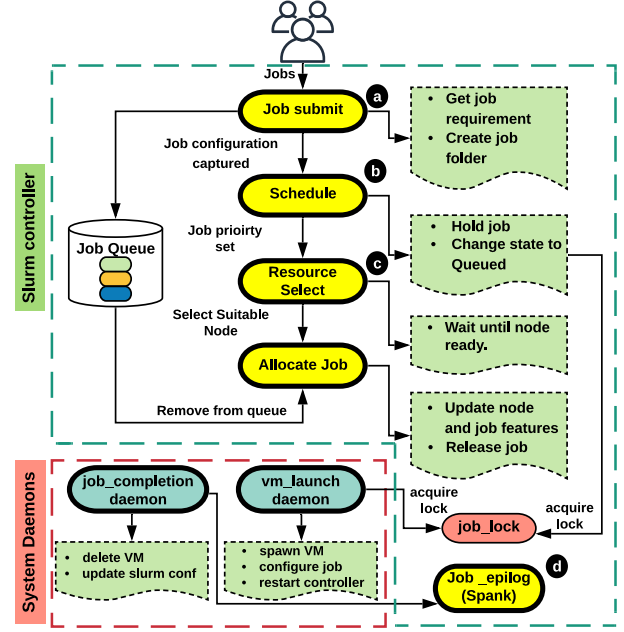 Jobs
Job submit
a
• Get job
requirement
• Create job
folder
Job configuration
captured
b
Schedule
Job prioirty
set
• Hold job
• Change state to
Queued
Job Queue
c
Resource
Select
Select Suitable
Node
• Wait until node
ready.
Allocate Job
Remove from queue
• Update node
and job features
• Release job
Slurm controller
System Daemons
job_completion
daemon
vm_launch
daemon
acquire
lock
job_lock
acquire
lock
• delete VM
• update slurm conf
• spawn VM
• configure job
• restart controller
d
Job _epilog
(Spank)